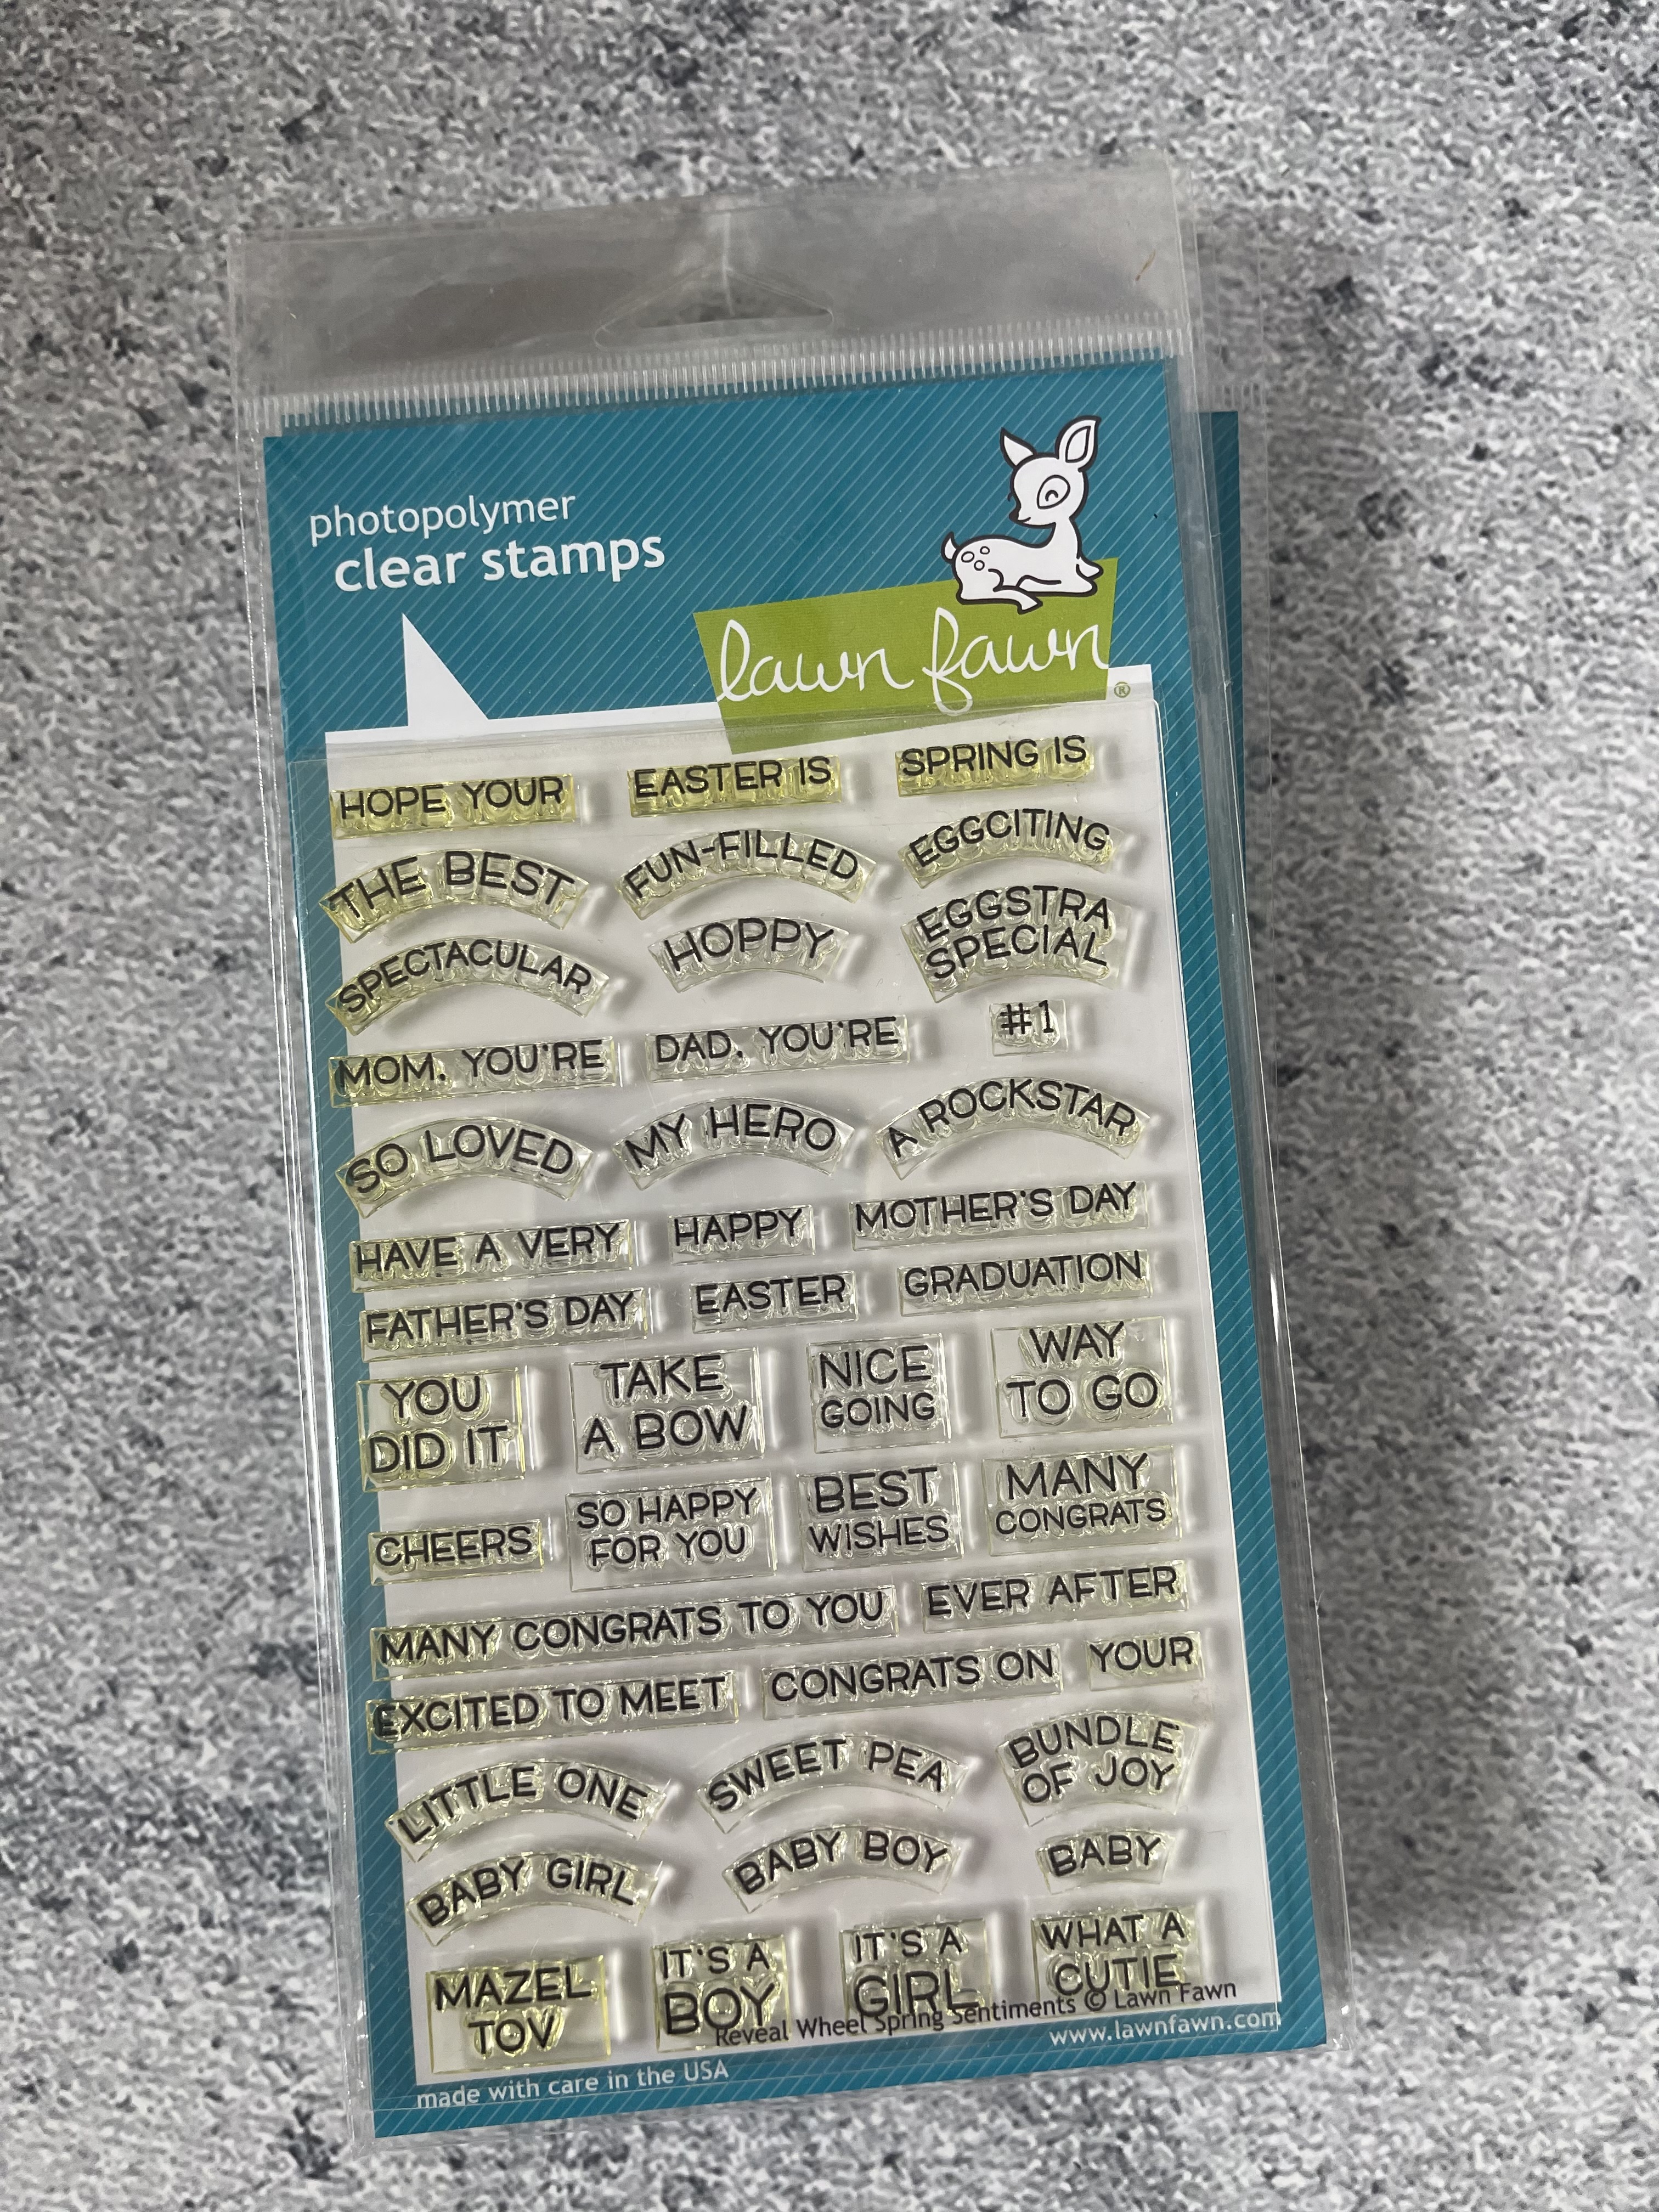 photopolymer
clear stamps
lawn fawn ®
HOPE YOUR EASTER IS SPRING IS
THE BEST FUN-FILLED EGGCITING
SPECTACULAR HOPPY EGGSTRA
SPECIAL
MOM, YOU'RE DAD, YOU'RE #1
SO LOVED MY HERO A ROCKSTAR
HAVE A VERY HAPPY MOTHER'S DAY
FATHER'S DAY EASTER GRADUATION
YOU
DID IT
TAKE
A BOW
NICE
GOING
WAY
TO GO
CHEERS
SO HAPPY
FOR YOU
BEST
WISHES
MANY
CONGRATS
MANY CONGRATS TO YOU EVER AFTER
EXCITED TO MEET CONGRATS ON YOUR
LITTLE ONE SWEET PEA BUNDLE
OF JOY
BABY GIRL BABY BOY BABY
MAZEL
TOV
IT'S A
BOY
IT'S A
GIRL
WHAT A
CUTIE
Reveal Wheel Spring Sentiments © Lawn Fawn
www.lawnfawn.com
made with care in the USA